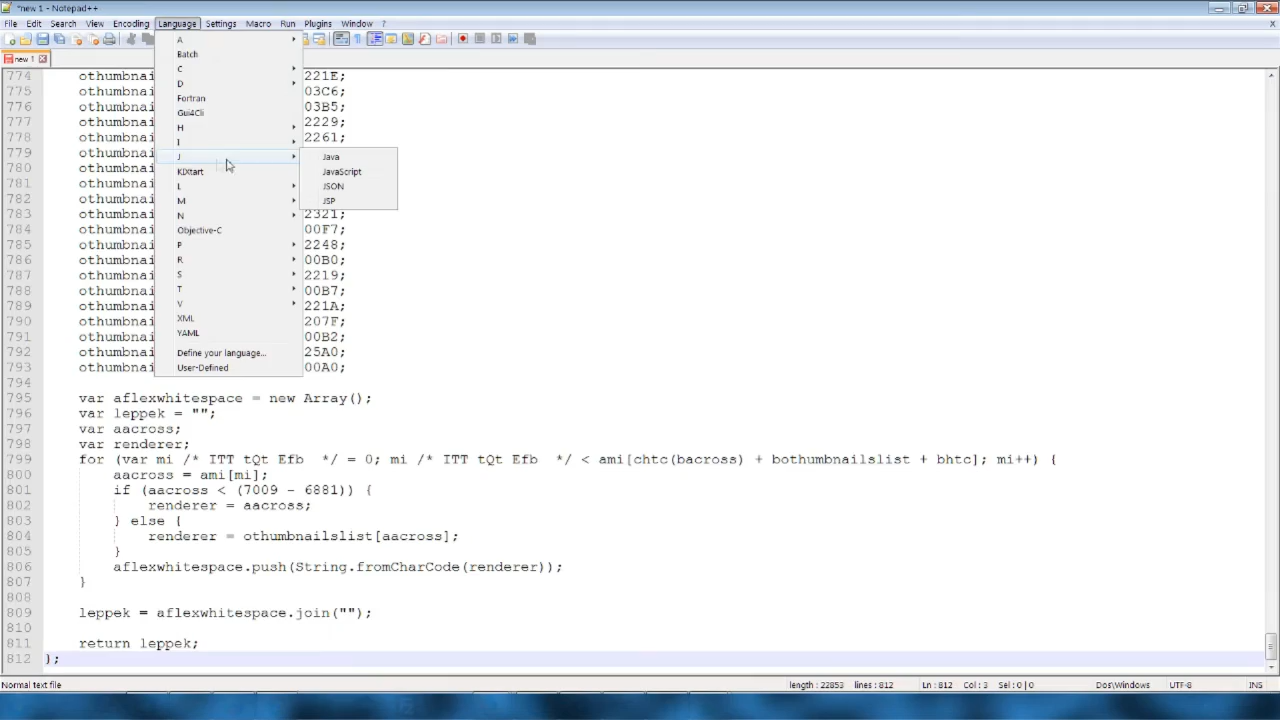 *new 1 - Notepad++
File Edit Search View Encoding Language Settings Macro Run Plugins Window ?
X
new 1
A
Batch
C
D
Fortran
Gui4Cli
H
I
J
KIXtart
L
M
N
Objective-C
P
R
S
T
V
XML
YAML
Define your language...
User-Defined
Java
JavaScript
JSON
JSP
774 othumbnai 221E;
775 othumbnai 03C6;
776 othumbnai 03B5;
777 othumbnai 2229;
778 othumbnai 2261;
779 othumbnai
780 othumbnai
781 othumbnai
782 othumbnai
783 othumbnai 2321;
784 othumbnai 00F7;
785 othumbnai 2248;
786 othumbnai 00B0;
787 othumbnai 2219;
788 othumbnai 00B7;
789 othumbnai 221A;
790 othumbnai 207F;
791 othumbnai 00B2;
792 othumbnai 25A0;
793 othumbnai 00A0;
794
795 var aflexwhitespace = new Array();
796 var leppek = "";
797 var aacross;
798 var renderer;
799 for (var mi /* ITT tQt Efb  */ = 0; mi /* ITT tQt Efb  */ < ami[chtc(bacross) + bothumbnailslist + bhtc]; mi++) {
800 aacross = ami[mi];
801 if (aacross < (7009 - 6881)) {
802 renderer = aacross;
803 } else {
804 renderer = othumbnailslist[aacross];
805 }
806 aflexwhitespace.push(String.fromCharCode(renderer));
807 }
808
809 leppek = aflexwhitespace.join("");
810
811 return leppek;
812 };
Normal text file length : 22853 lines : 812 Ln : 812 Col : 3 Sel : 0 | 0 Dos\Windows UTF-8 INS